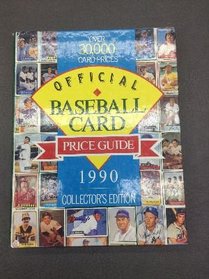 OVER
30,000
CARD PRICES
OFFICIAL
BASEBALL
CARD
PRICE GUIDE
1990
COLLECTOR'S EDITION